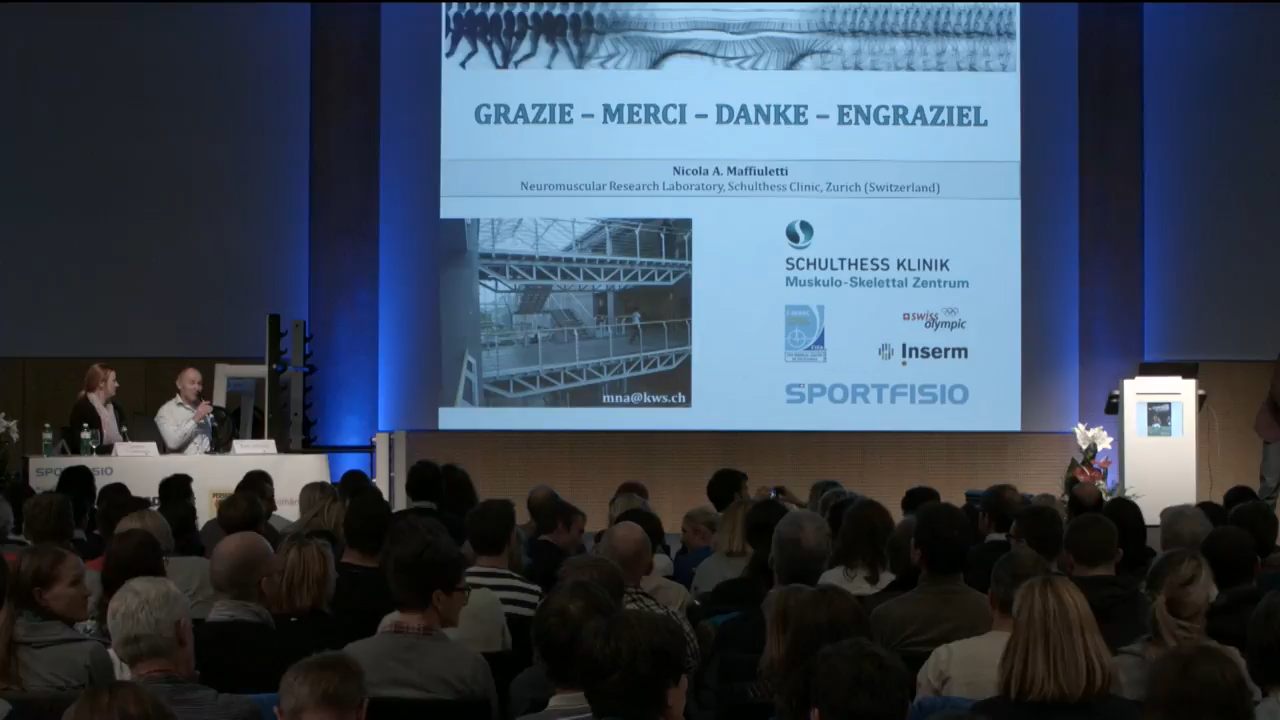 GRAZIE – MERCI – DANKE – ENGRAZIEL
Nicola A. Maffiuletti
Neuromuscular Research Laboratory, Schulthess Clinic, Zurich (Switzerland)
mna@kws.ch
SCHULTHESS KLINIK
Muskulo-Skelettal Zentrum
swiss
olympic
Inserm
SPORTFISIO
SPORTFISIO